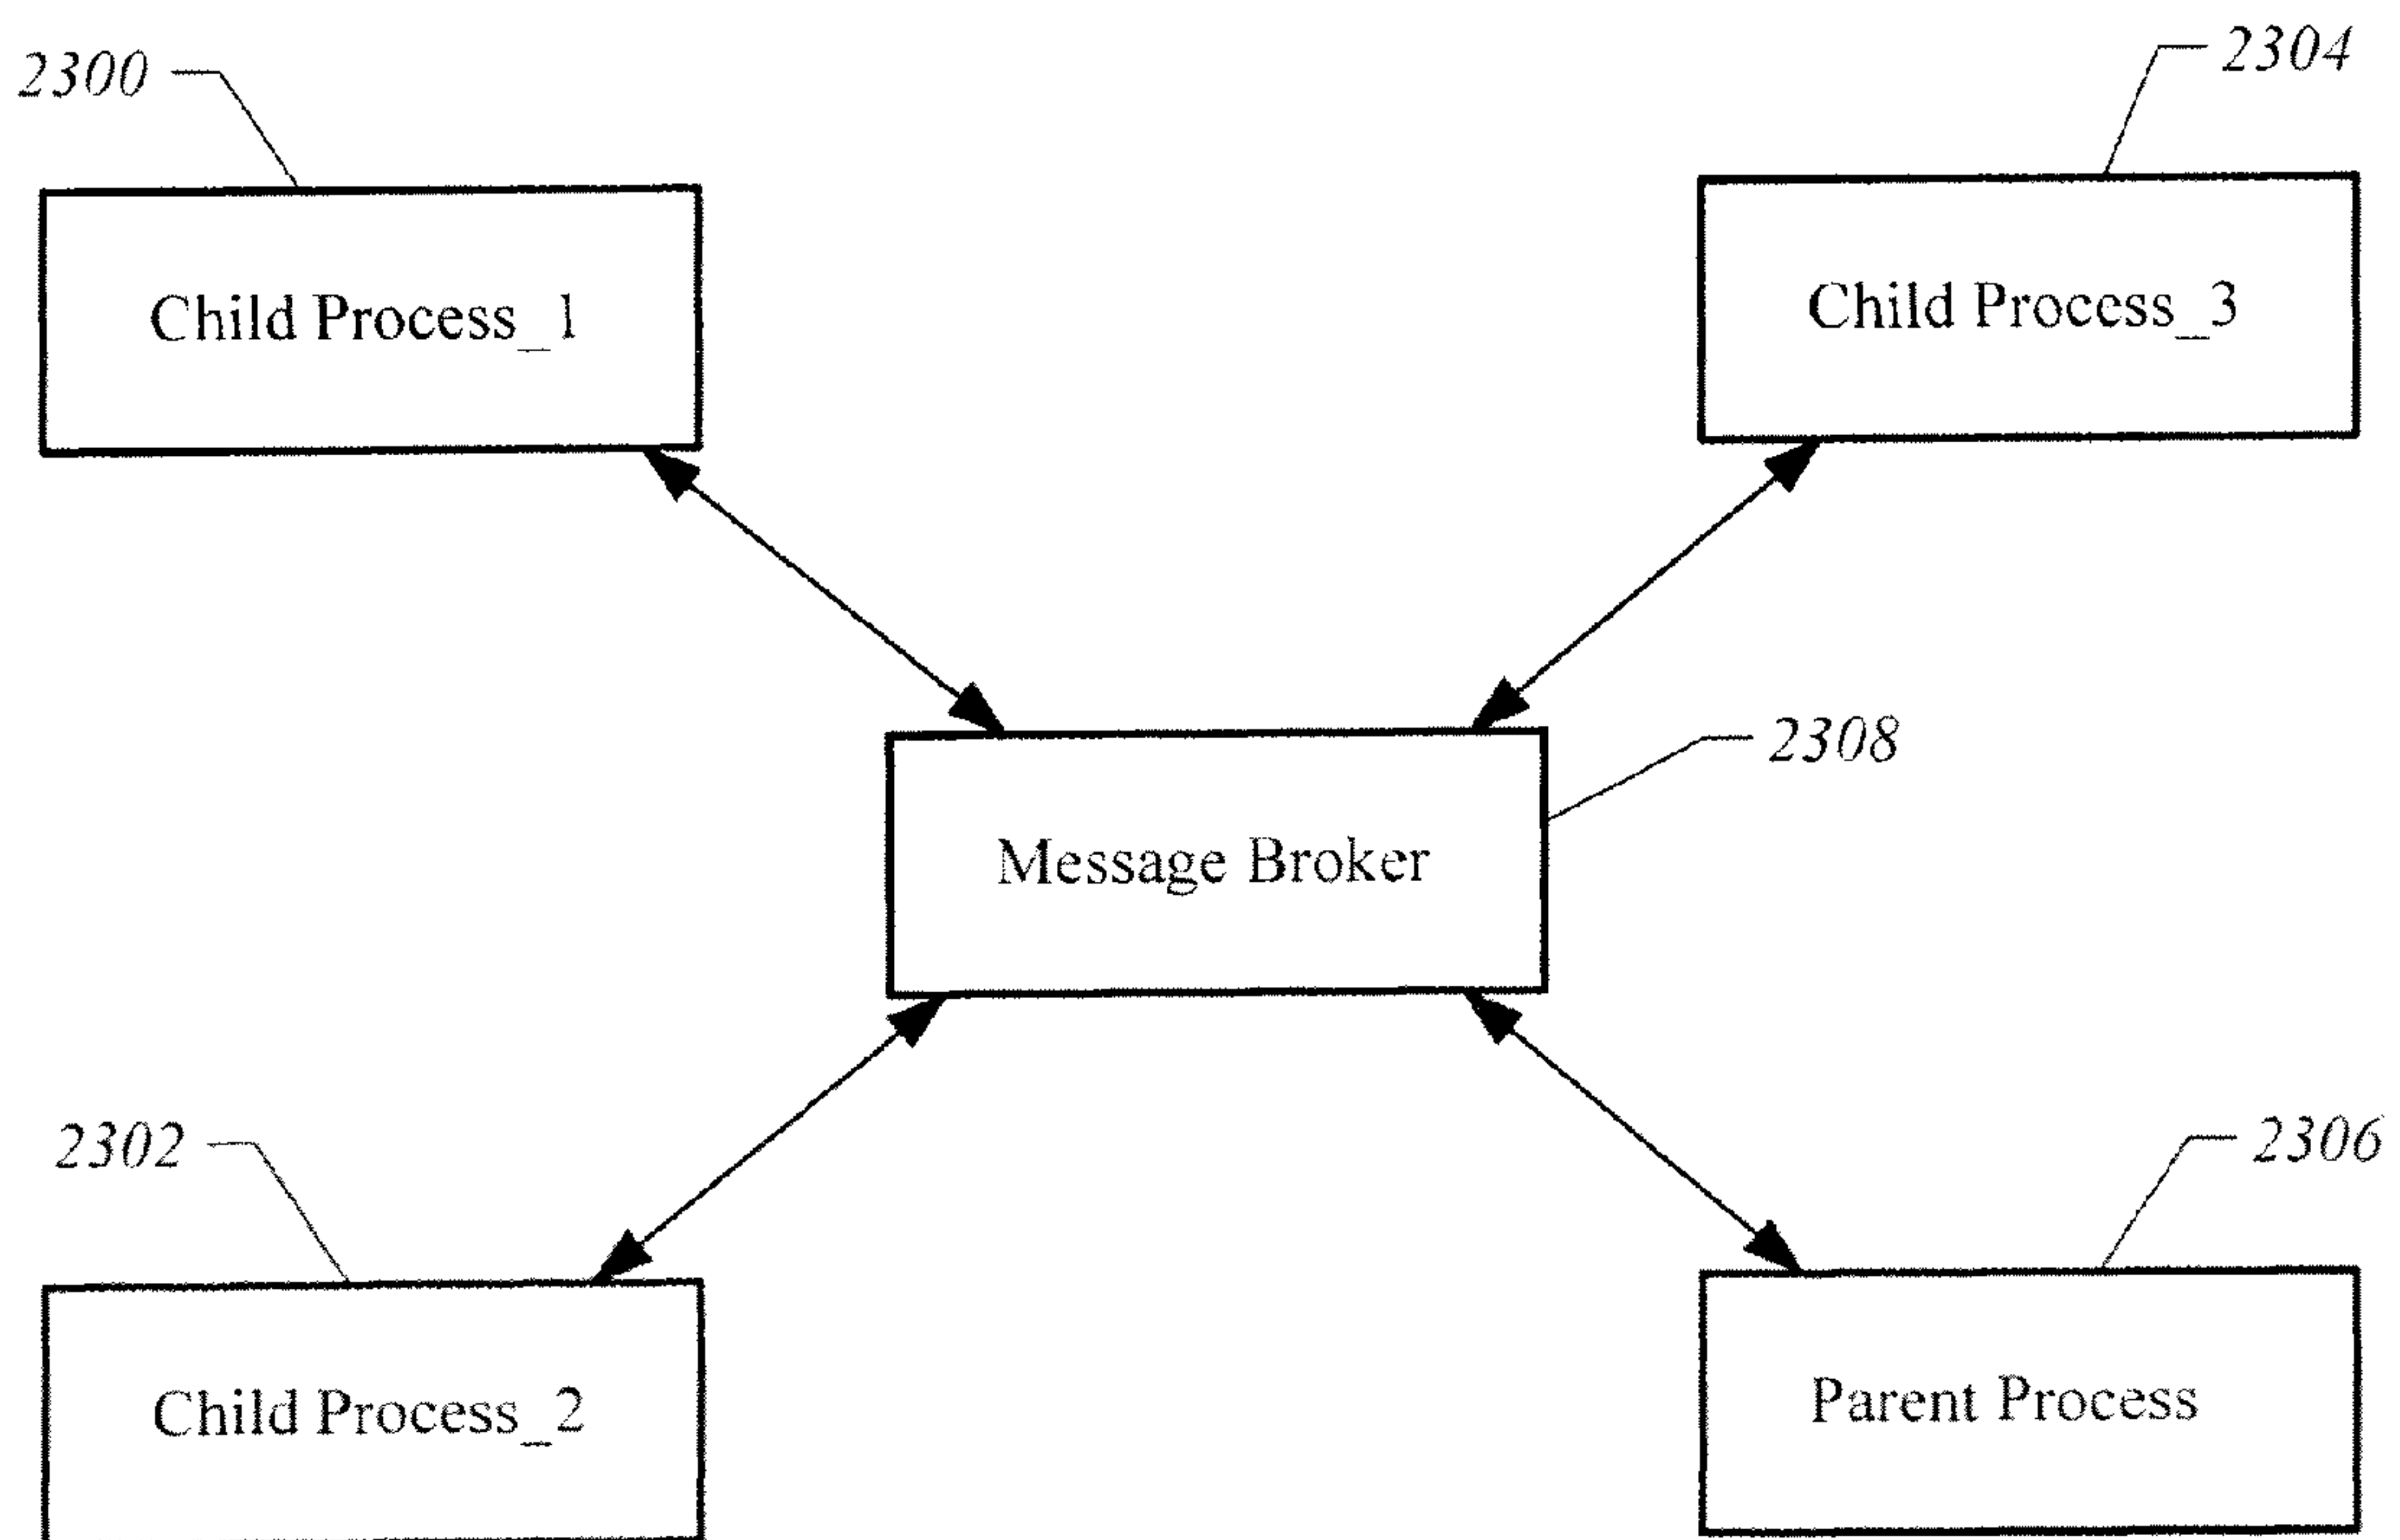 2300
2304
Child Process_1
Child Process_3
2308
Message Broker
2302
2306
Child Process_2
Parent Process